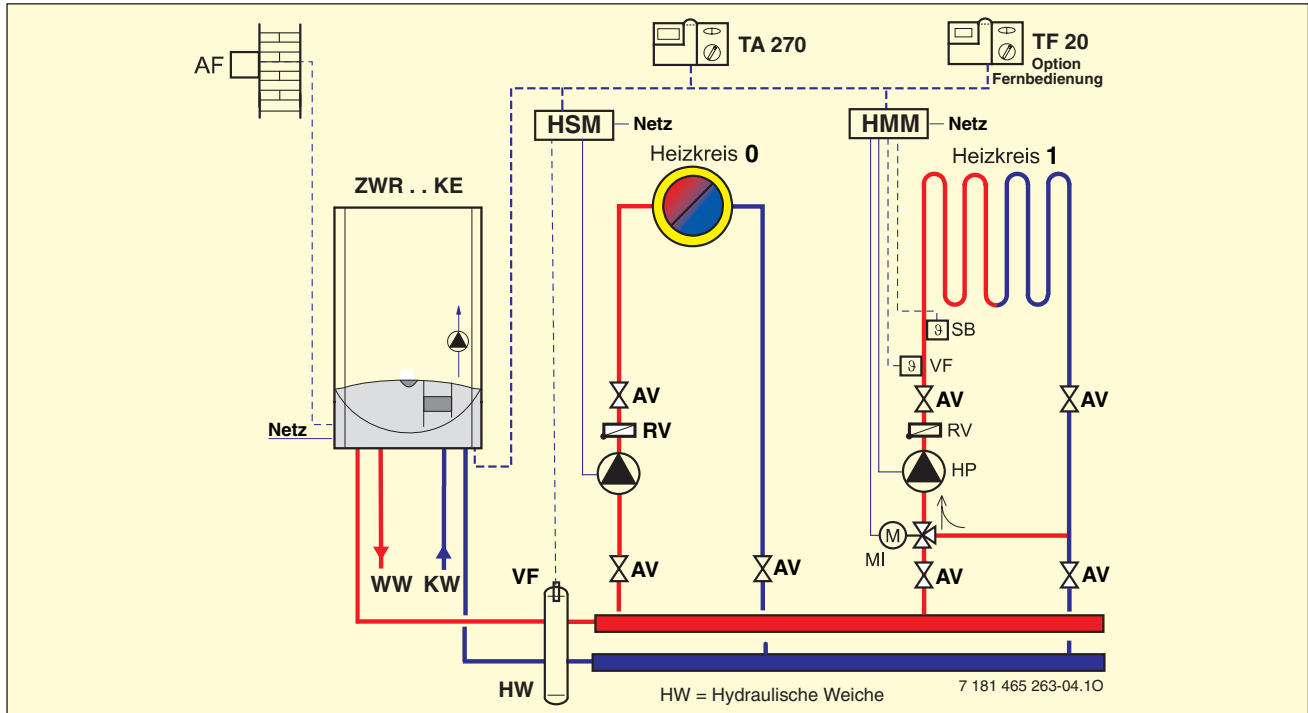 AF
TA 270
TF 20
Option
Fernbedienung
HSM
Netz
HMM
Netz
Heizkreis 0
Heizkreis 1
ZWR . . KE
ϑ SB
ϑ VF
AV
AV
AV
RV
RV
Netz
HP
M
MI
AV
AV
AV
AV
WW
KW
VF
HW
HW = Hydraulische Weiche
7 181 465 263-04.1O